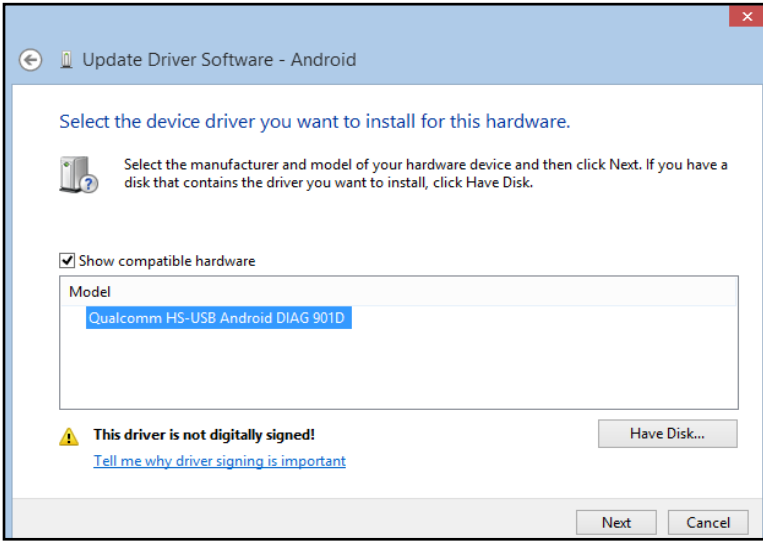 Update Driver Software - Android
Select the device driver you want to install for this hardware.
Select the manufacturer and model of your hardware device and then click Next. If you have a
disk that contains the driver you want to install, click Have Disk.
Show compatible hardware
Model
Qualcomm HS-USB Android DIAG 901D
This driver is not digitally signed!
Have Disk...
Tell me why driver signing is important
Next
Cancel